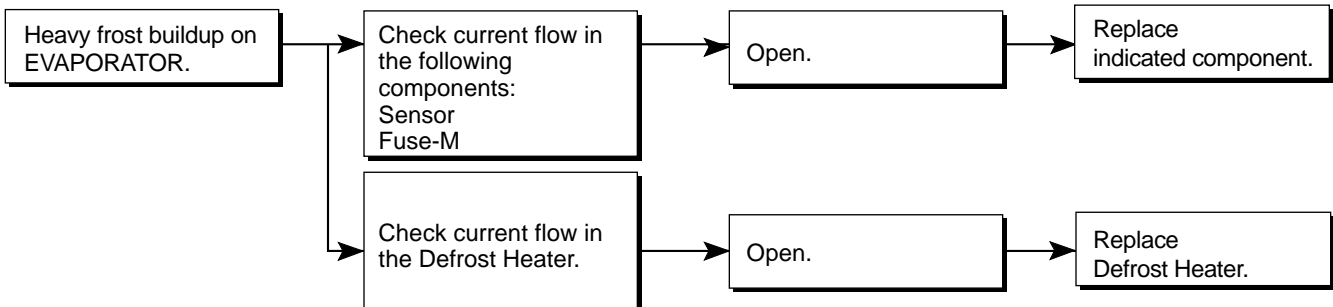 Heavy frost buildup on
EVAPORATOR.
Check current flow in
the following
components:
Sensor
Fuse-M
Open.
Replace
indicated component.
Check current flow in
the Defrost Heater.
Open.
Replace
Defrost Heater.